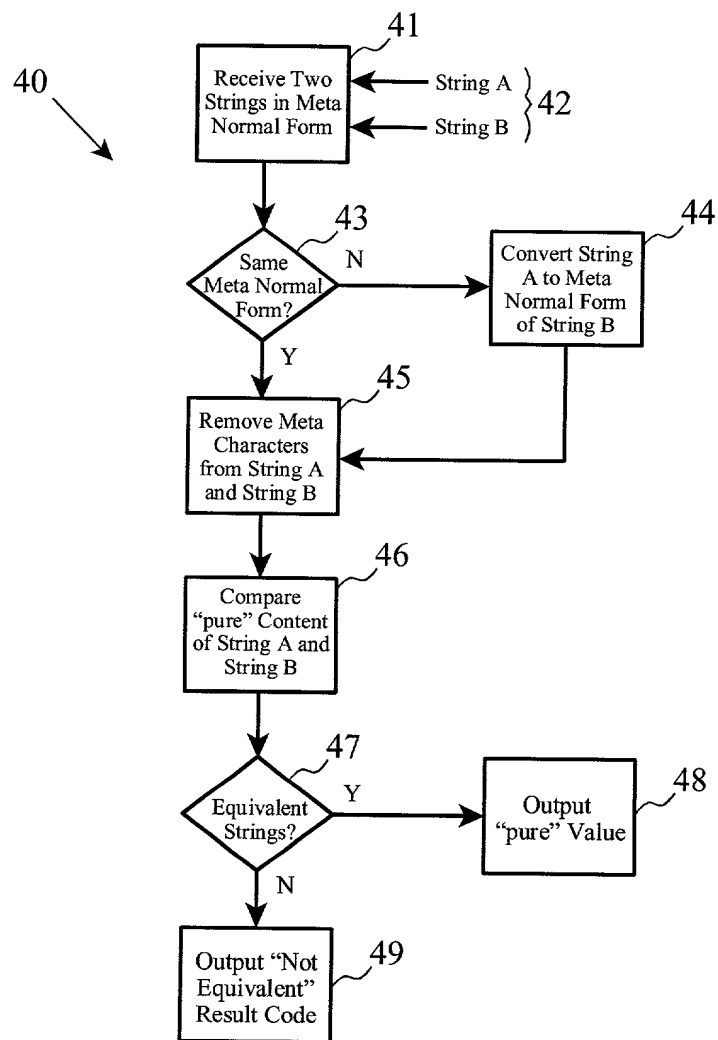 41
Receive Two
Strings in Meta
Normal Form
String A
String B
42
40
43
Same
Meta Normal
Form?
N
Y
44
Convert String
A to Meta
Normal Form
of String B
45
Remove Meta
Characters
from String A
and String B
46
Compare
“pure” Content
of String A and
String B
47
Equivalent
Strings?
Y
N
48
Output
“pure” Value
49
Output “Not
Equivalent”
Result Code